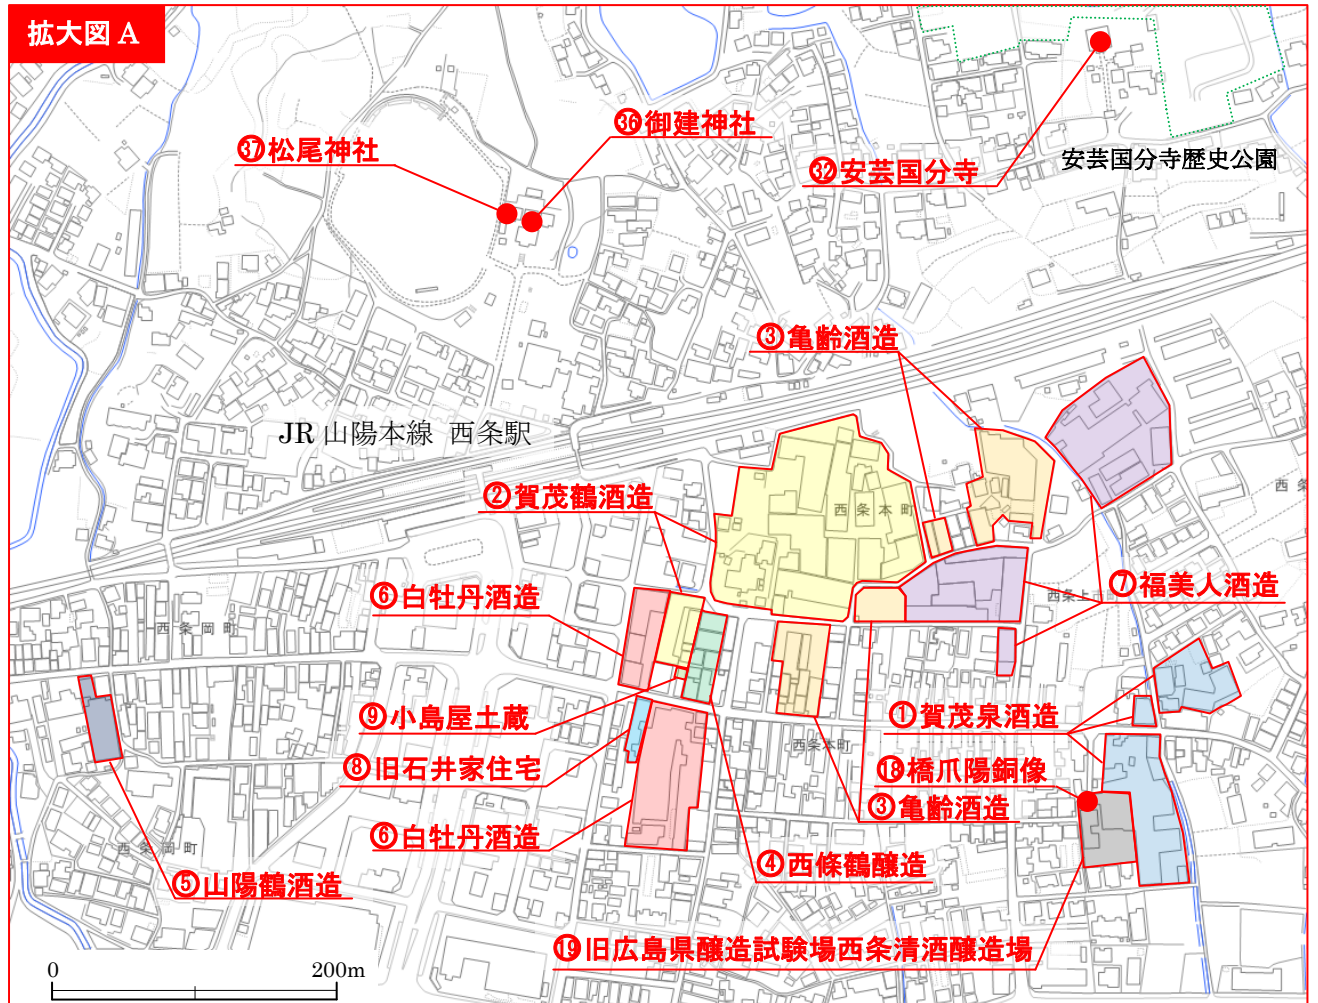 拡大図 A
㊱御建神社
㊲松尾神社
㉜安芸国分寺
安芸国分寺歴史公園
③亀齢酒造
JR 山陽本線 西条駅
②賀茂鶴酒造
西条本町
西条
⑥白牡丹酒造
⑦福美人酒造
西条上市町
西条岡町
⑨小島屋土蔵
①賀茂泉酒造
西条本町
⑧旧石井家住宅
⑱橋爪陽銅像
③亀齢酒造
⑥白牡丹酒造
西条岡町
④西條鶴醸造
⑤山陽鶴酒造
⑲旧広島県醸造試験場西条清酒醸造場
0 200m